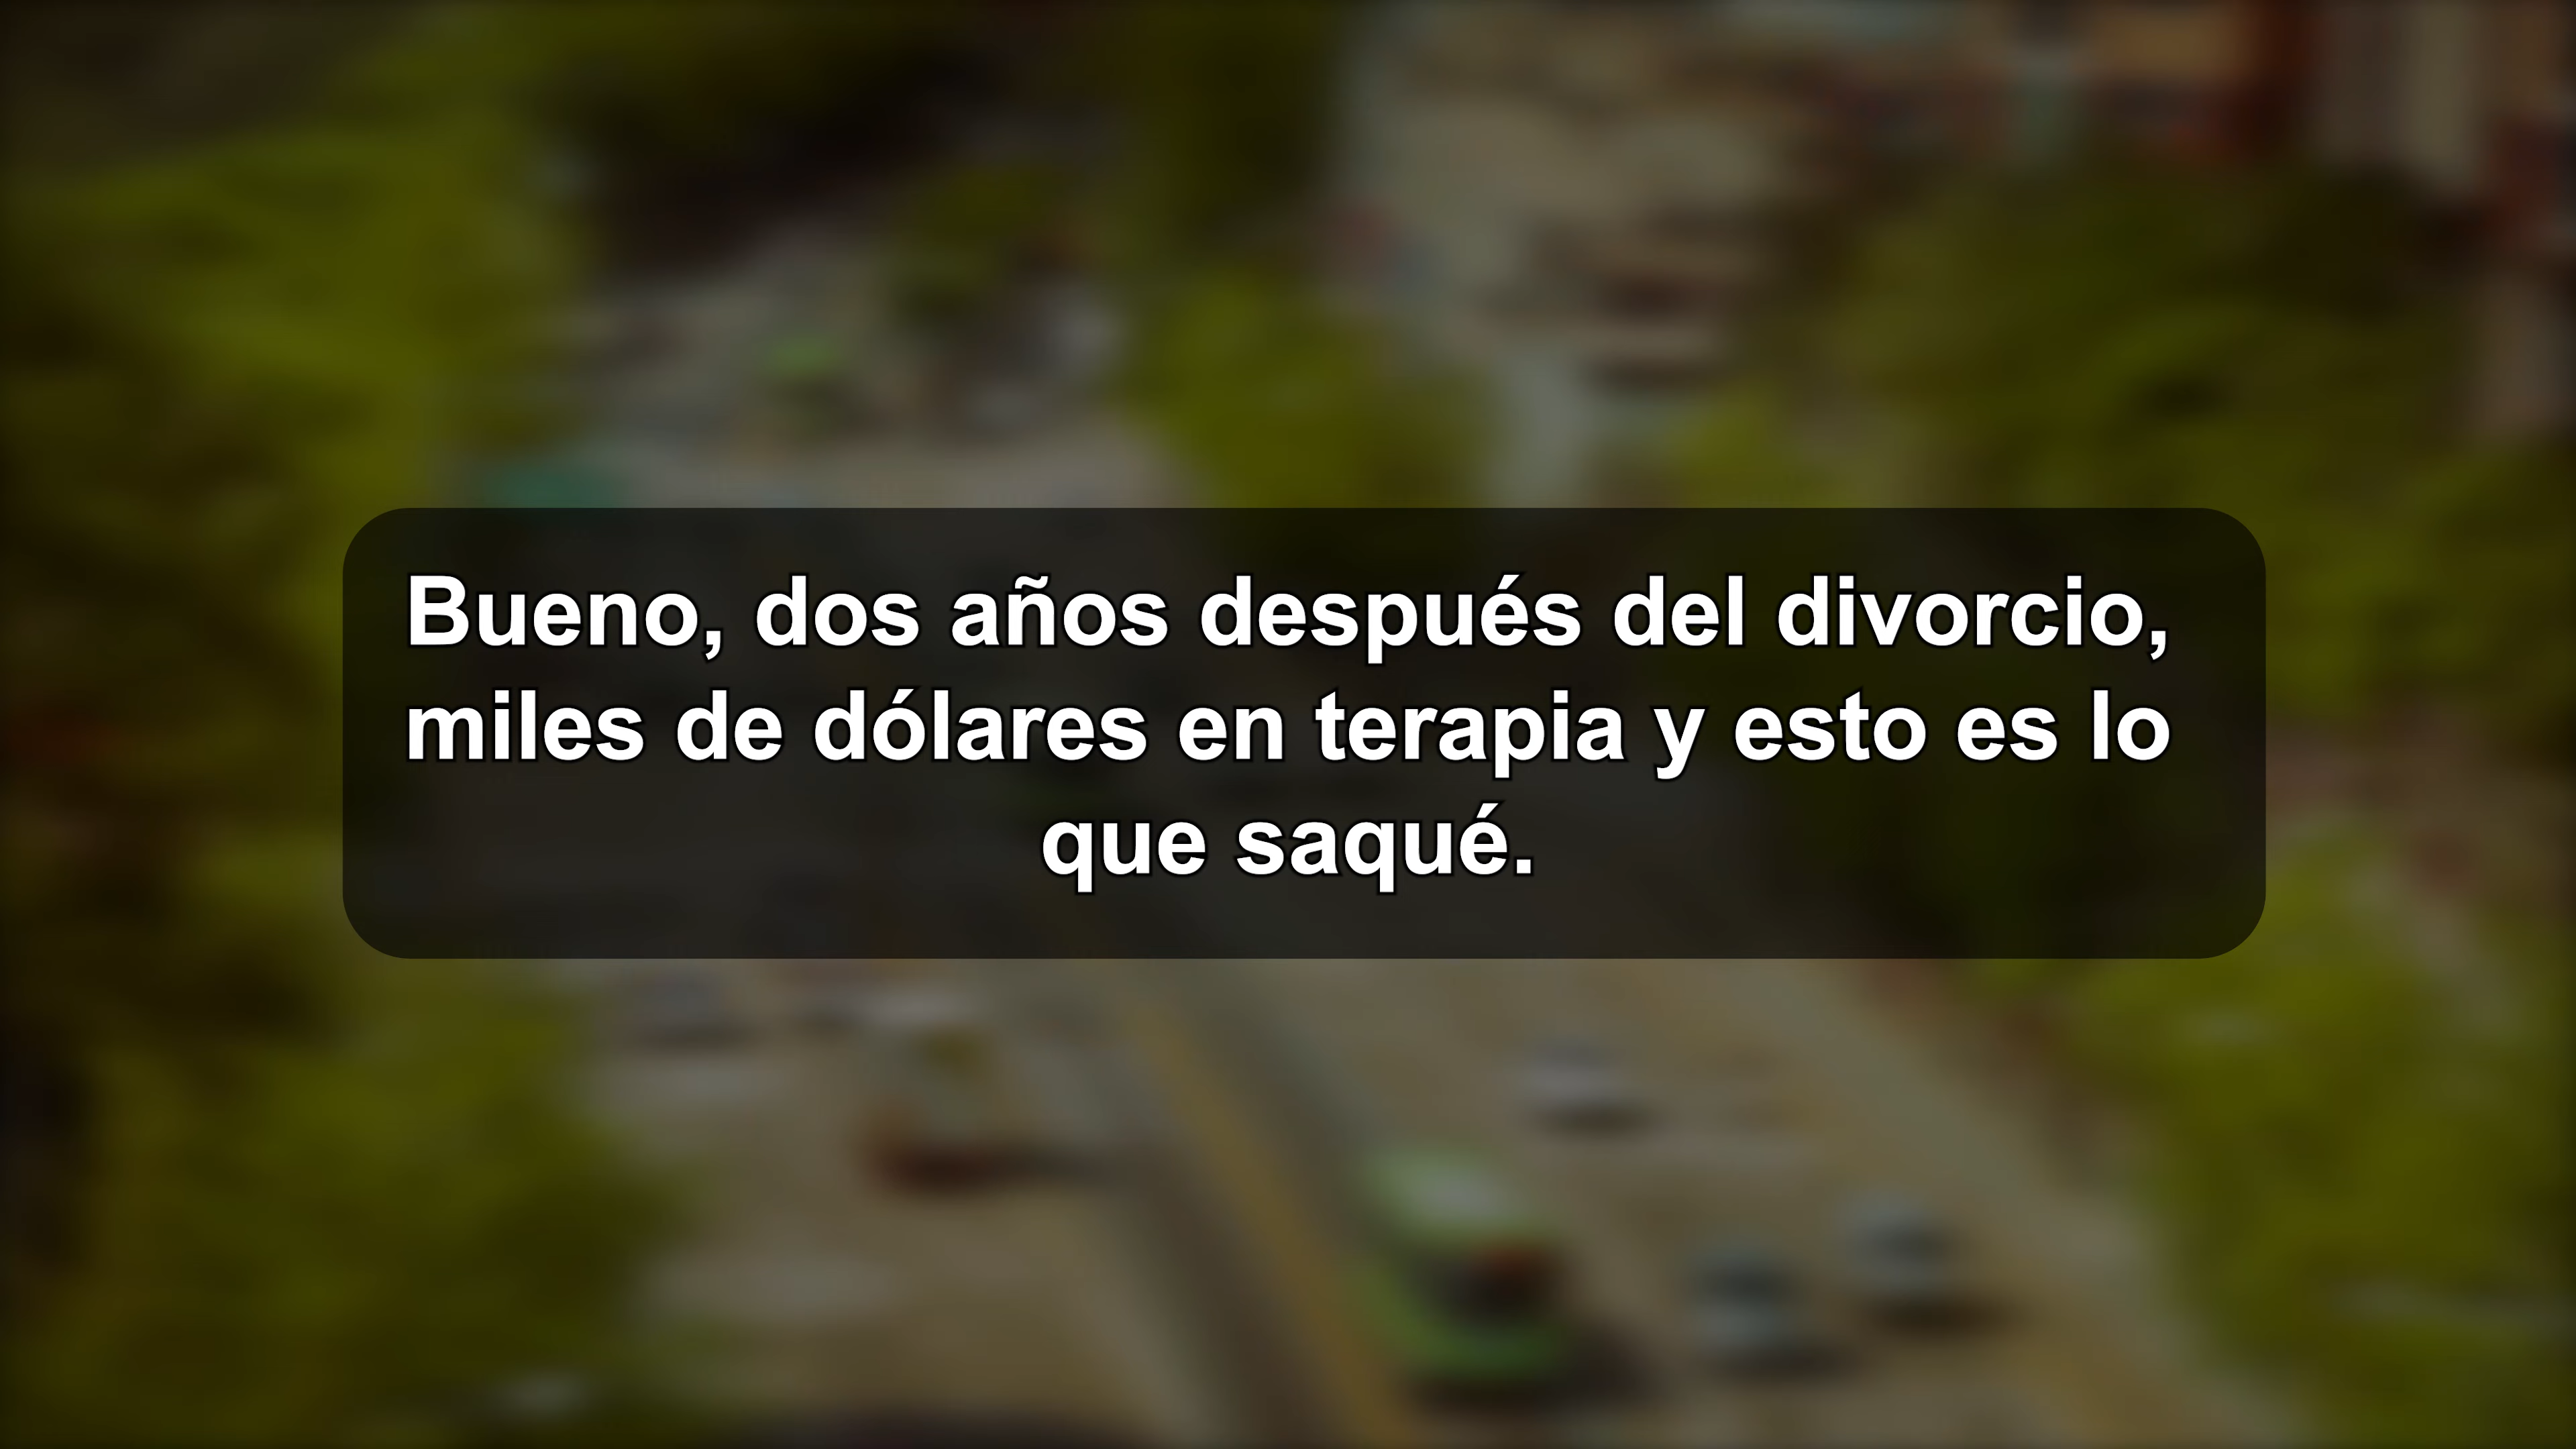 Bueno, dos años después del divorcio,
miles de dólares en terapia y esto es lo
que saqué.